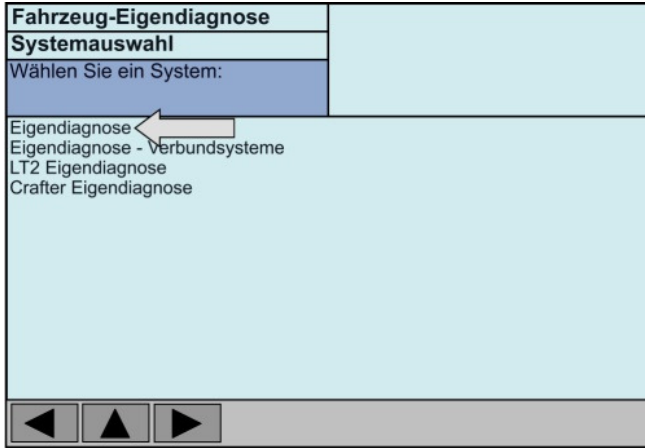 Fahrzeug-Eigendiagnose
Systemauswahl
Wählen Sie ein System:
Eigendiagnose
Eigendiagnose - Verbundsysteme
LT2 Eigendiagnose
Crafter Eigendiagnose